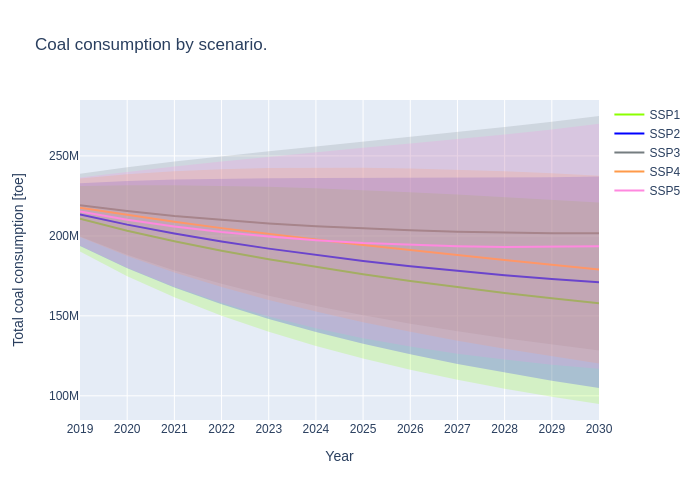 Coal consumption by scenario.
SSP1
SSP2
SSP3
SSP4
SSP5
Total coal consumption [toe]
250M
200M
150M
100M
2019 2020 2021 2022 2023 2024 2025 2026 2027 2028 2029 2030
Year